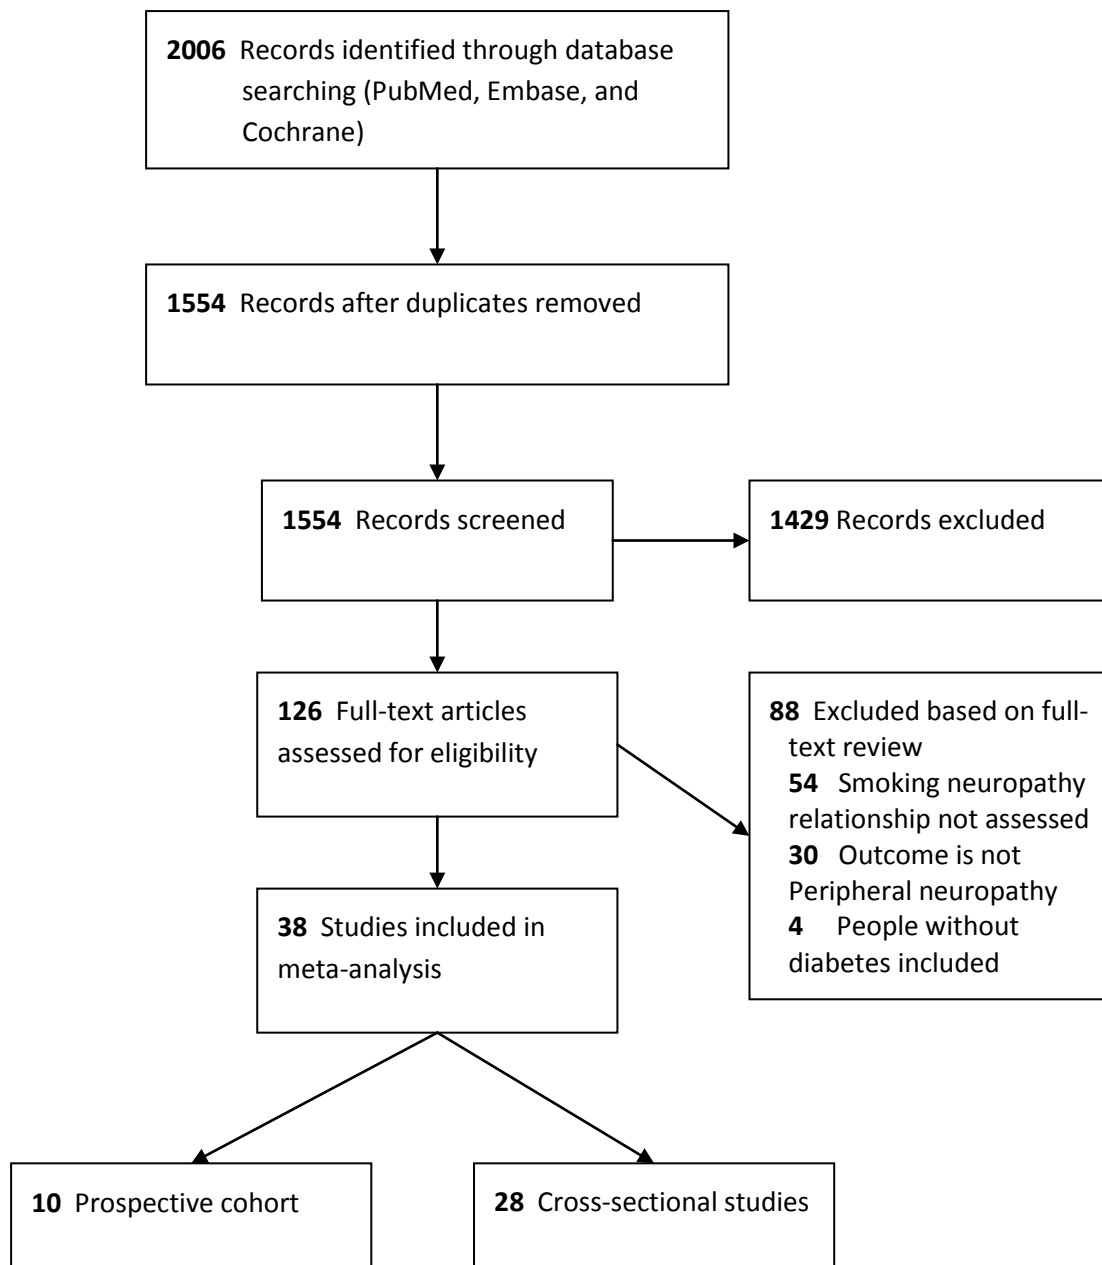 2006 Records identified through database
searching (PubMed, Embase, and
Cochrane)
1554 Records after duplicates removed
1554 Records screened
1429 Records excluded
126 Full-text articles
assessed for eligibility
88 Excluded based on full-
text review
54 Smoking neuropathy
relationship not assessed
30 Outcome is not
Peripheral neuropathy
4 People without
diabetes included
38 Studies included in
meta-analysis
10 Prospective cohort
28 Cross-sectional studies